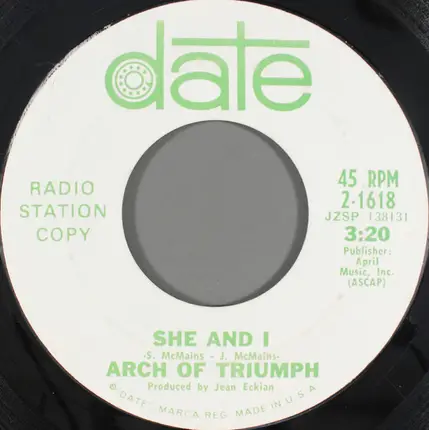 date
RADIO
STATION
COPY
45 RPM
2-1618
JZSP 138131
3:20
Publisher:
April
Music, Inc.
(ASCAP)
SHE AND I
-S. McMains - J. McMains-
ARCH OF TRIUMPH
Produced by Jean Eckian
© "DATE", MARCA REG. MADE IN U.S.A.